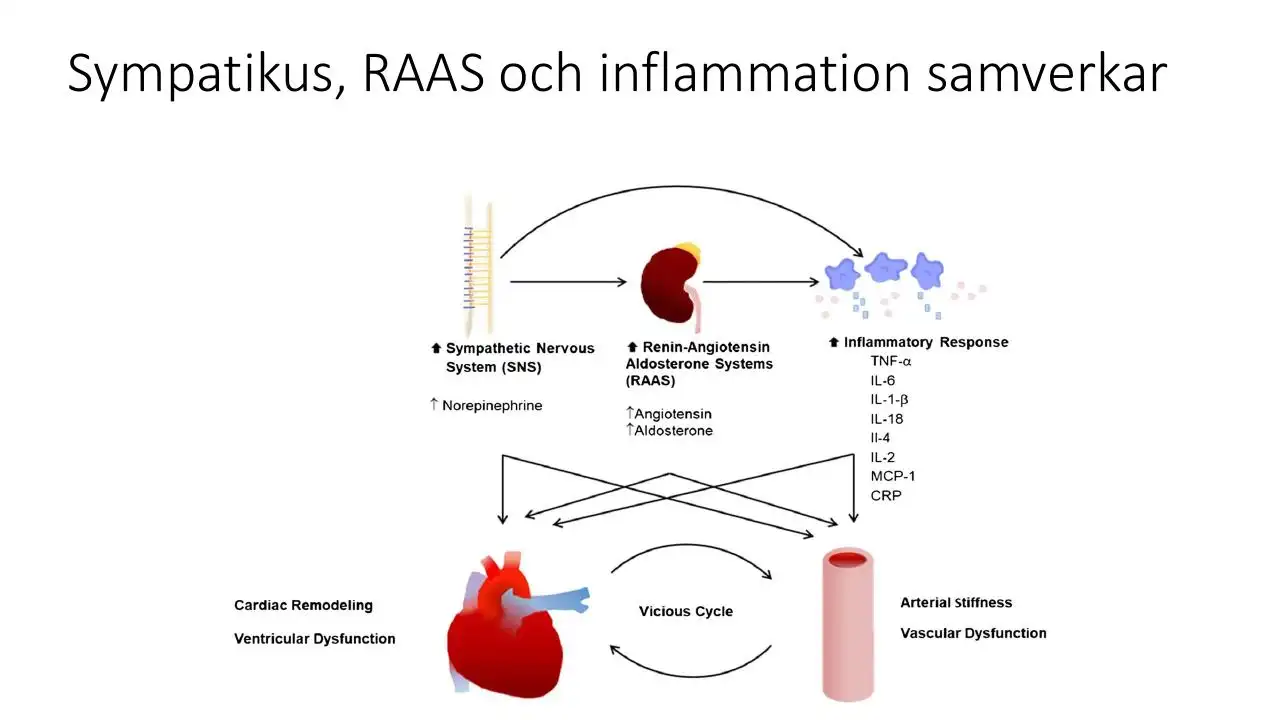 Sympatikus, RAAS och inflammation samverkar
⬆ Sympathetic Nervous
System (SNS)
↑ Norepinephrine
⬆ Renin-Angiotensin
Aldosterone Systems
(RAAS)
↑Angiotensin
↑Aldosterone
⬆ Inflammatory Response
TNF-α
IL-6
IL-1-β
IL-18
Il-4
IL-2
MCP-1
CRP
Cardiac Remodeling
Ventricular Dysfunction
Vicious Cycle
Arterial Stiffness
Vascular Dysfunction